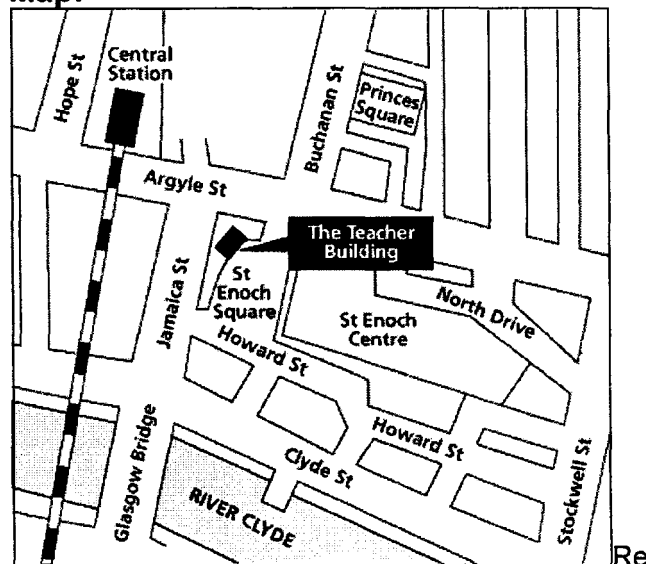 Map:
Hope St
Central
Station
Buchanan St
Princes
Square
Argyle St
The Teacher
Building
Jamaica St
St
Enoch
Square
North Drive
St Enoch
Centre
Howard St
Howard St
Clyde St
Glasgow Bridge
RIVER CLYDE
Stockwell St
Re